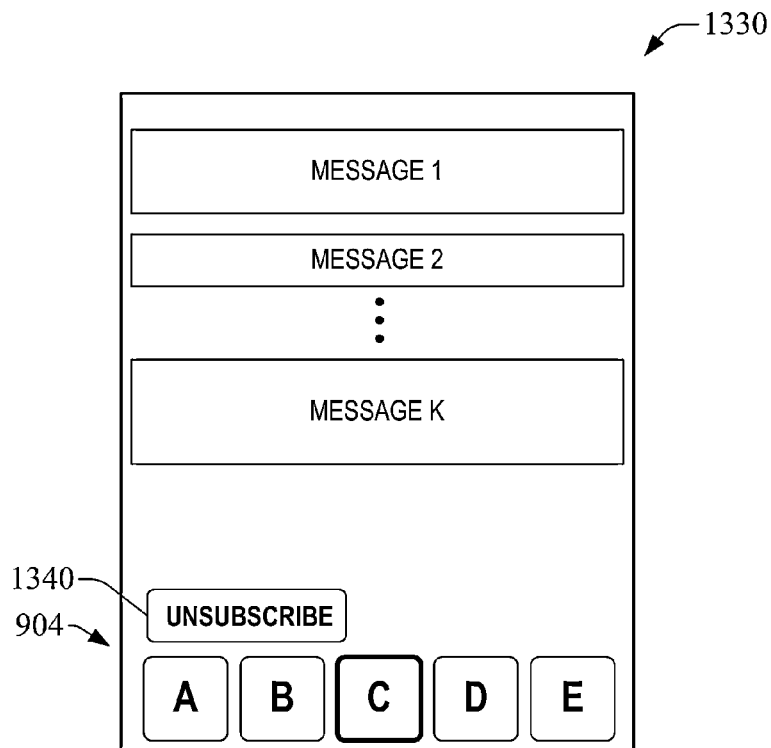 1330
MESSAGE 1
MESSAGE 2
MESSAGE K
1340
UNSUBSCRIBE
904
A B C D E